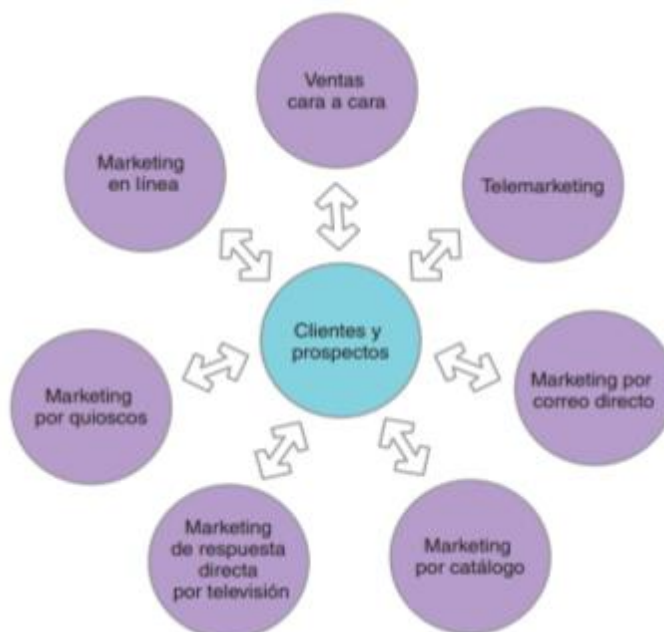 Ventas
cara a cara
Telemarketing
Marketing por
correo directo
Marketing
por catálogo
Marketing
de respuesta
directa
por televisión
Marketing
por quioscos
Marketing
en línea
Clientes y
prospectos